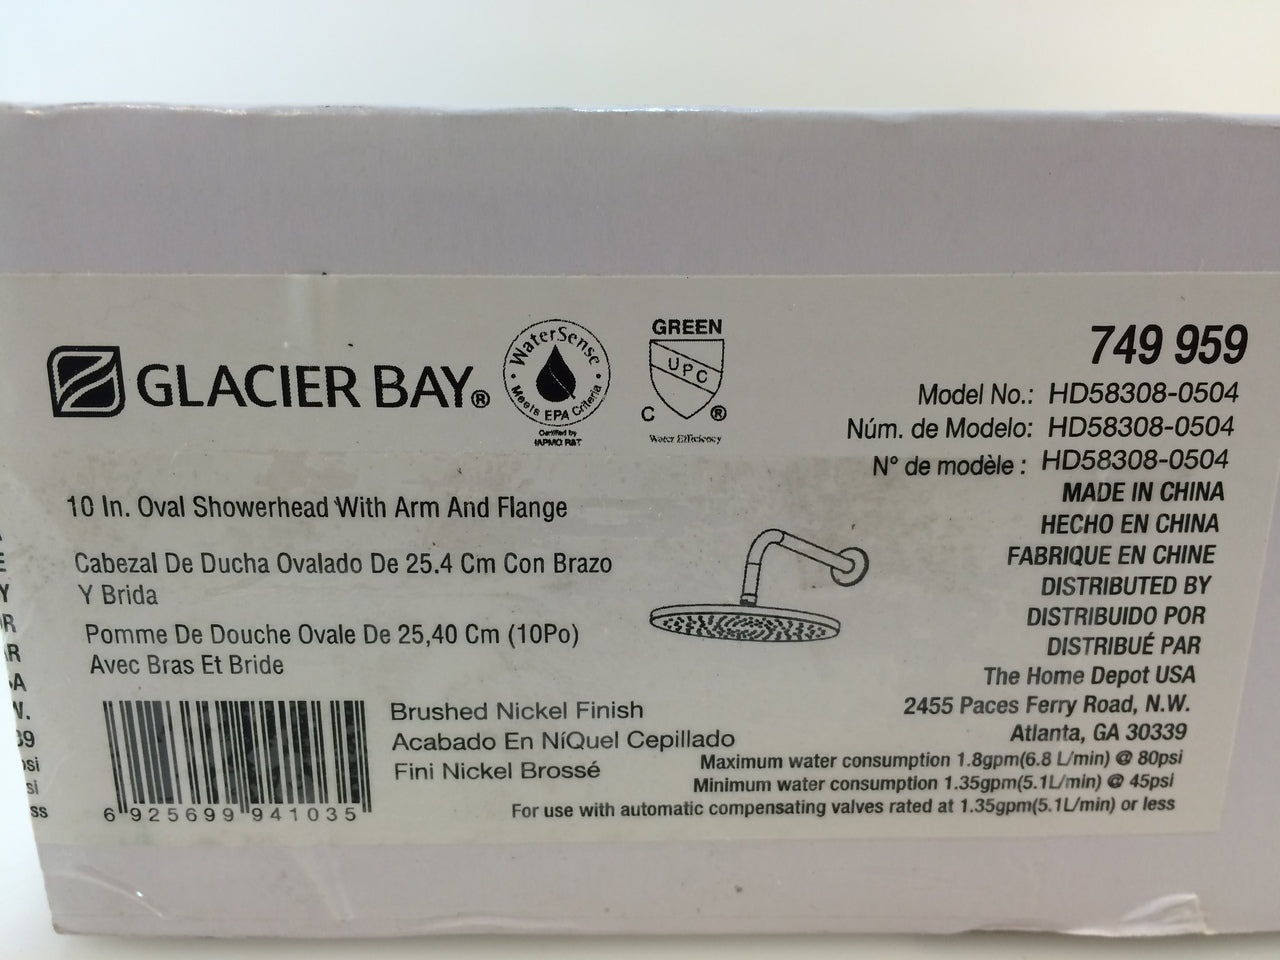 GLACIER BAY®
WaterSense
Meets EPA Criteria
Certified by
IAPMO R&T
GREEN
UPC
C ®
Water Efficiency
749 959
Model No.: HD58308-0504
Núm. de Modelo: HD58308-0504
N° de modèle : HD58308-0504
MADE IN CHINA
HECHO EN CHINA
FABRIQUE EN CHINE
DISTRIBUTED BY
DISTRIBUIDO POR
DISTRIBUÉ PAR
The Home Depot USA
2455 Paces Ferry Road, N.W.
Atlanta, GA 30339
10 In. Oval Showerhead With Arm And Flange
Cabezal De Ducha Ovalado De 25.4 Cm Con Brazo
Y Brida
Pomme De Douche Ovale De 25,40 Cm (10Po)
Avec Bras Et Bride
Brushed Nickel Finish
Acabado En NíQuel Cepillado
Fini Nickel Brossé
Maximum water consumption 1.8gpm(6.8 L/min) @ 80psi
Minimum water consumption 1.35gpm(5.1L/min) @ 45psi
For use with automatic compensating valves rated at 1.35gpm(5.1L/min) or less
6 925699 941035